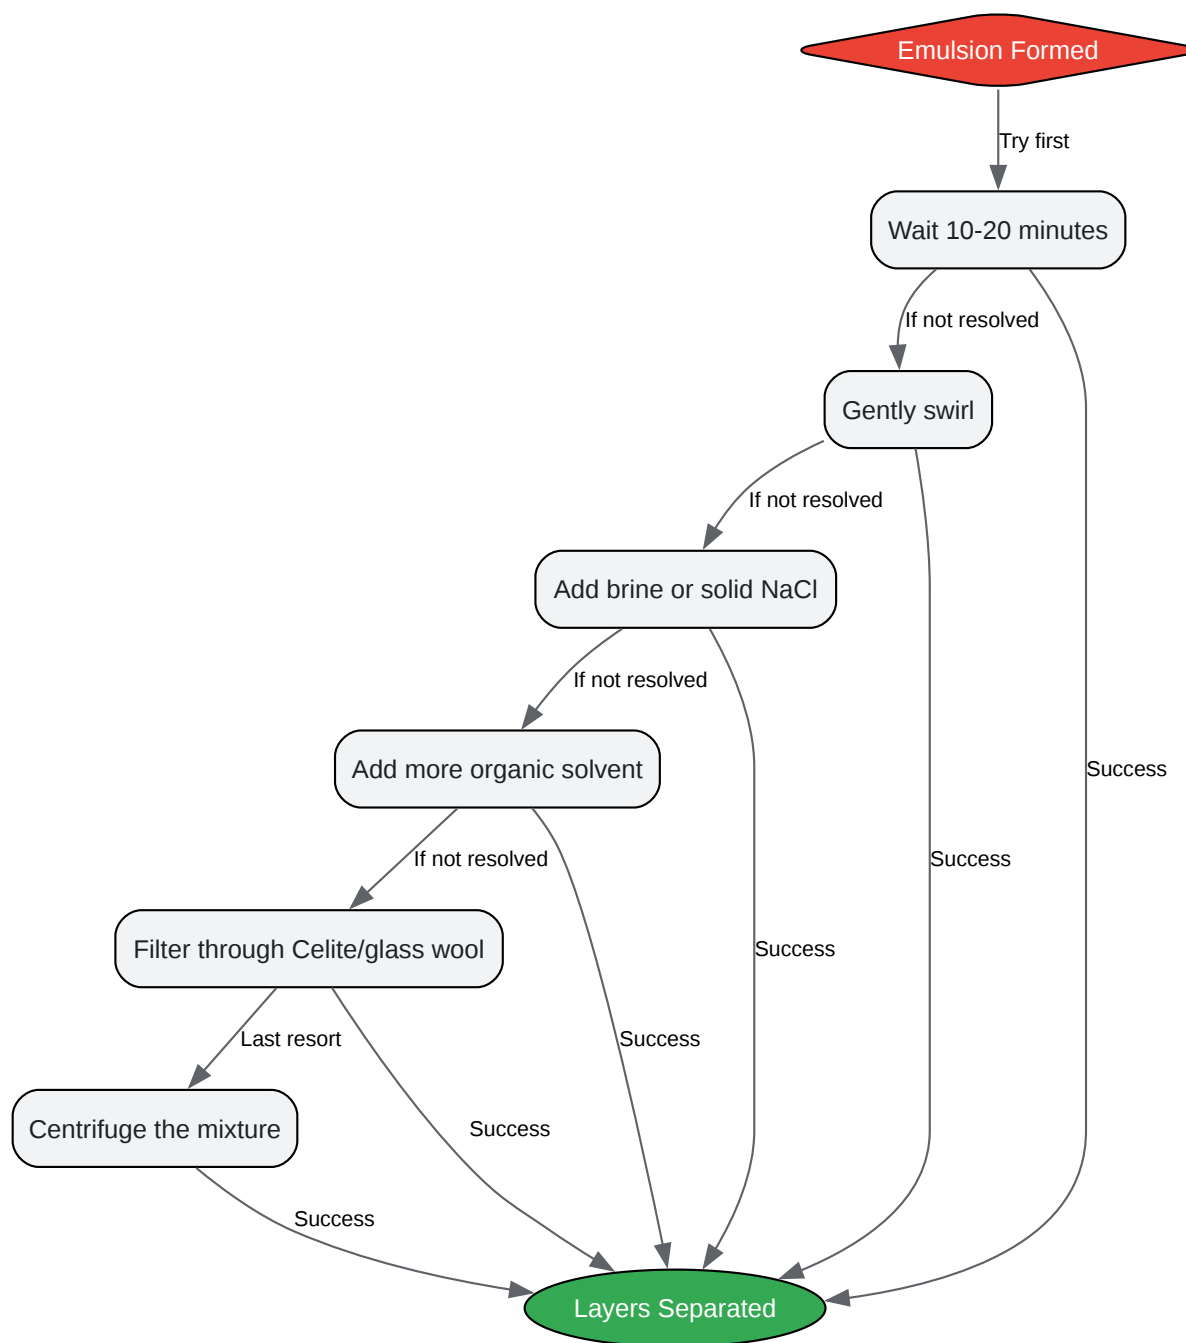 Emulsion Formed
Try first
Wait 10-20 minutes
If not resolved
Gently swirl
If not resolved
Add brine or solid NaCl
If not resolved
Add more organic solvent
Success
If not resolved
Success
Filter through Celite/glass wool
Success
Last resort
Success
Centrifuge the mixture
Success
Success
Layers Separated